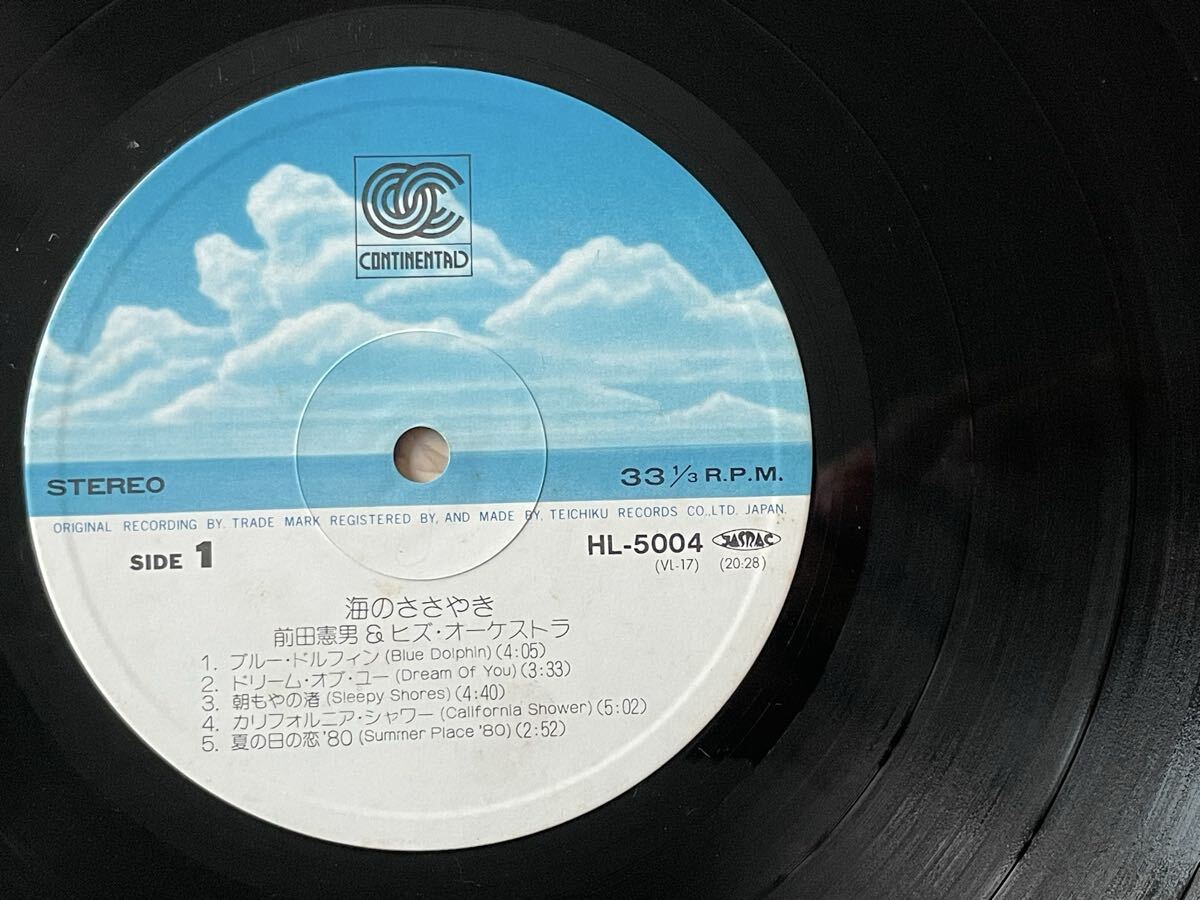 CONTINENTAL
STEREO
33 1/3 R.P.M.
ORIGINAL RECORDING BY, TRADE MARK REGISTERED BY, AND MADE BY, TEICHIKU RECORDS CO.,LTD. JAPAN.
SIDE 1
HL-5004 JASRAC
(VL-17) (20:28)
海のささやき
前田憲男 & ヒズ・オーケストラ
1. ブルー・ドルフィン (Blue Dolphin) (4:05)
2. ドリーム・オブ・ユー (Dream Of You) (3:33)
3. 朝もやの渚 (Sleepy Shores) (4:40)
4. カリフォルニア・シャワー (California Shower) (5:02)
5. 夏の日の恋 '80 (Summer Place '80) (2:52)